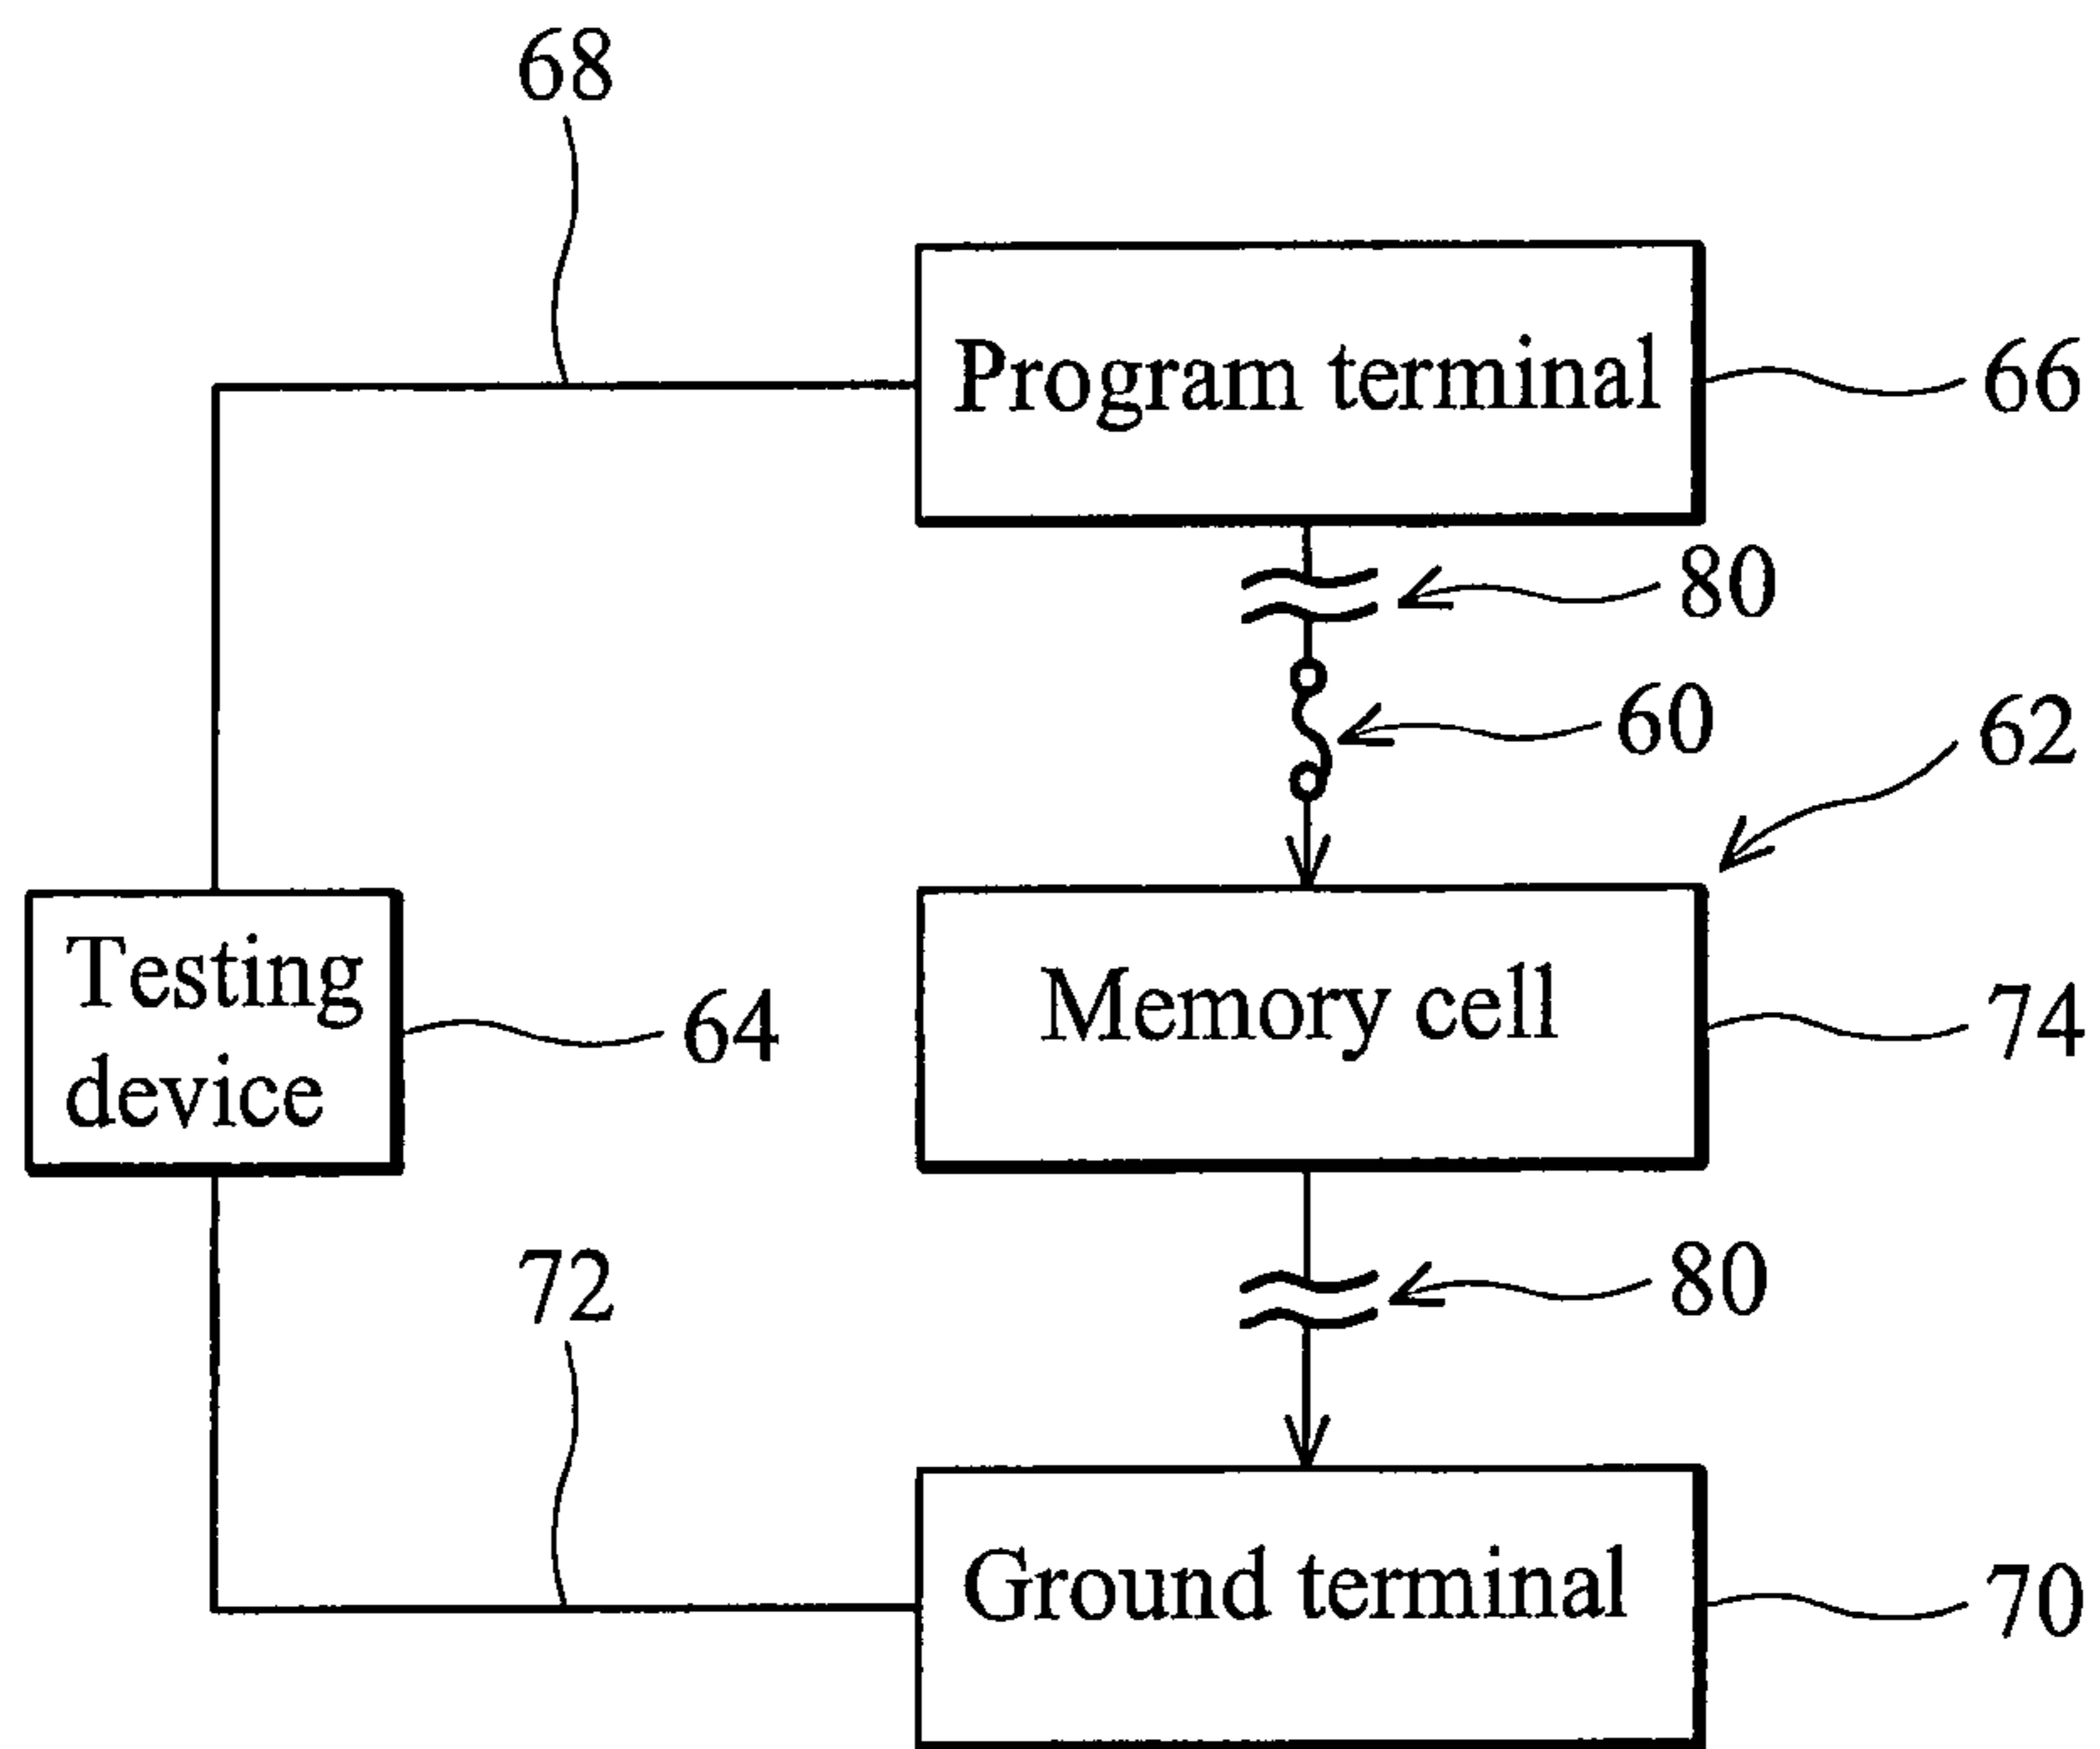 68
Program terminal
66
80
60
62
Testing
device
64
Memory cell
74
72
80
Ground terminal
70